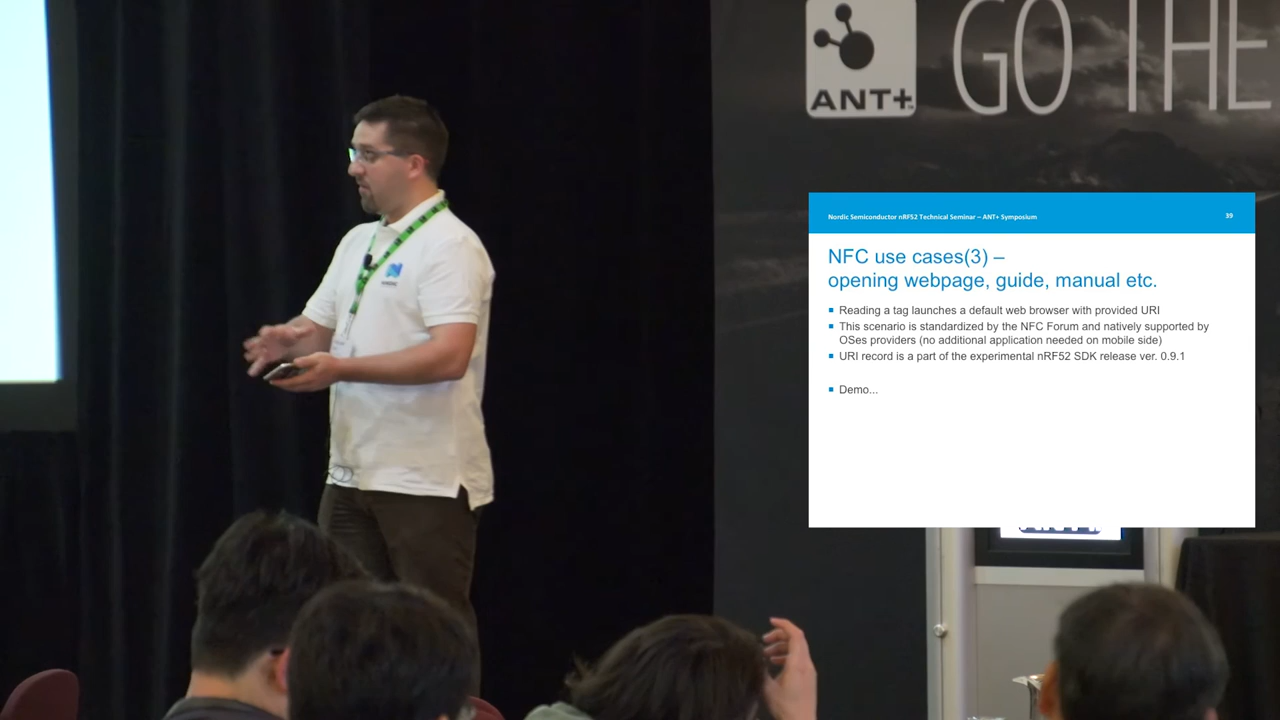 ANT+
GO THE
Nordic Semiconductor nRF52 Technical Seminar – ANT+ Symposium
39
NFC use cases(3) –
opening webpage, guide, manual etc.
Reading a tag launches a default web browser with provided URI
This scenario is standardized by the NFC Forum and natively supported by
OSes providers (no additional application needed on mobile side)
URI record is a part of the experimental nRF52 SDK release ver. 0.9.1
Demo...